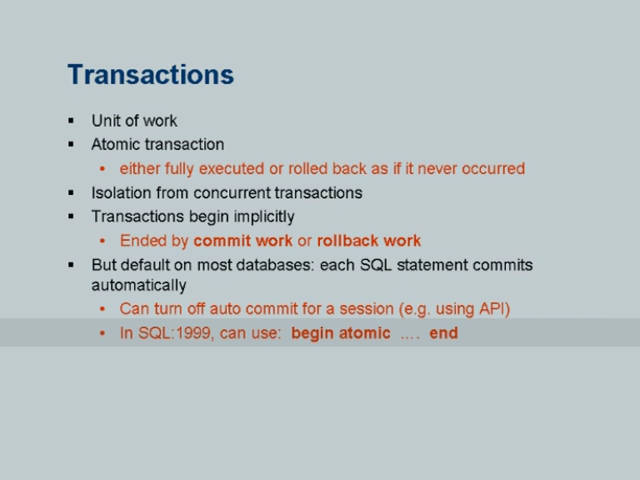 Transactions
▪ Unit of work
▪ Atomic transaction
• either fully executed or rolled back as if it never occurred
▪ Isolation from concurrent transactions
▪ Transactions begin implicitly
• Ended by commit work or rollback work
▪ But default on most databases: each SQL statement commits
automatically
• Can turn off auto commit for a session (e.g. using API)
• In SQL:1999, can use: begin atomic …. end